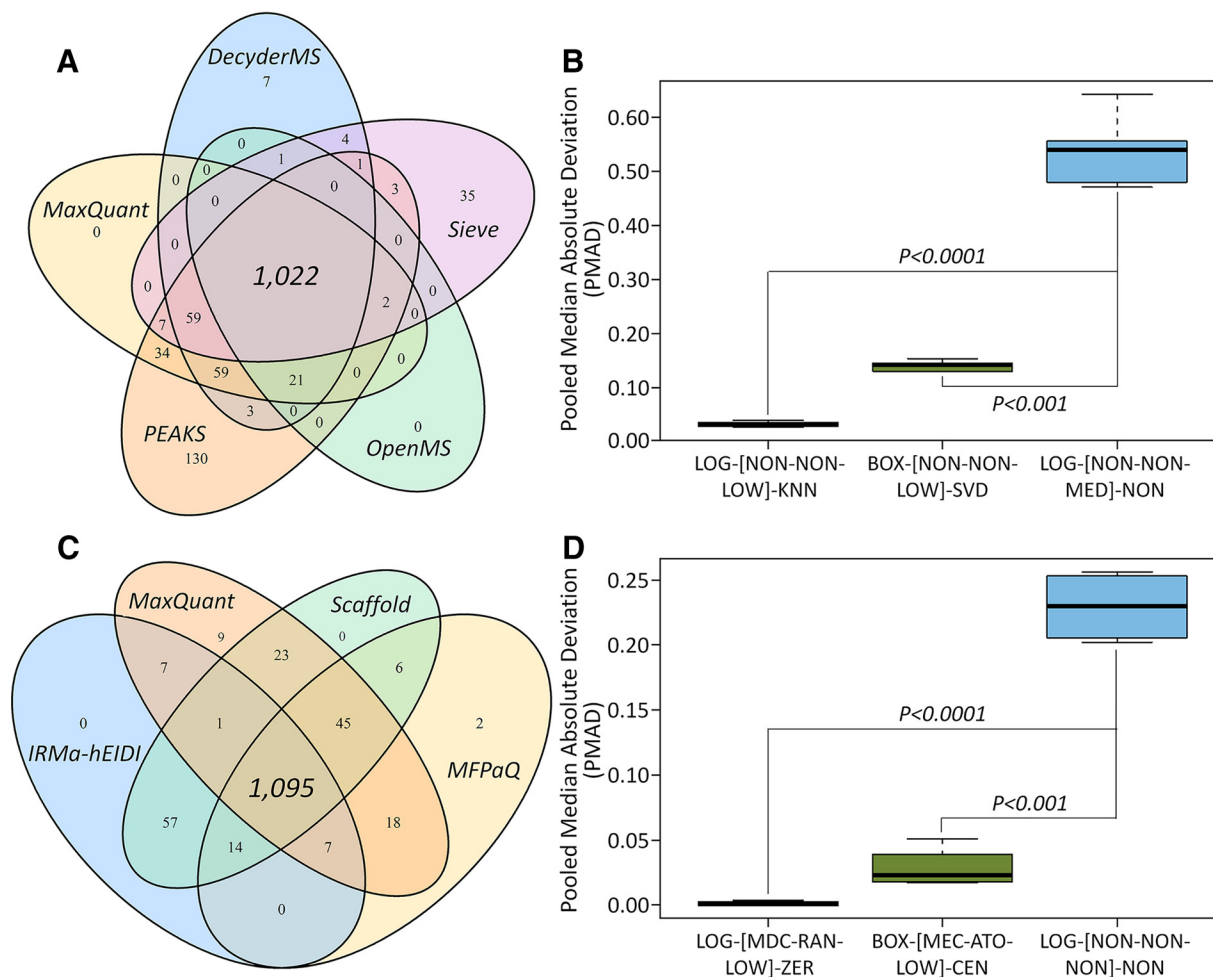 A
DecyderMS
7
0
4
1
1
0
0
0
3
35
Sieve
MaxQuant
0
0
0
0
0
1,022
0
0
2
0
7
59
34
59
21
0
0
3
0
0
PEAKS
130
0
OpenMS
B
Pooled Median Absolute Deviation
(PMAD)
0.60
0.50
0.40
0.30
0.20
0.10
0.00
P<0.0001
P<0.001
LOG-[NON-NON-
LOW]-KNN
BOX-[NON-NON-
LOW]-SVD
LOG-[NON-NON-
MED]-NON
C
MaxQuant
9
Scaffold
0
7
23
6
0
IRMa-hEIDI
1
45
2
MFPaQ
1,095
57
18
14
7
0
D
Pooled Median Absolute Deviation
(PMAD)
0.25
0.20
0.15
0.10
0.05
0.00
P<0.0001
P<0.001
LOG-[MDC-RAN-
LOW]-ZER
BOX-[MEC-ATO-
LOW]-CEN
LOG-[NON-NON-
NON]-NON